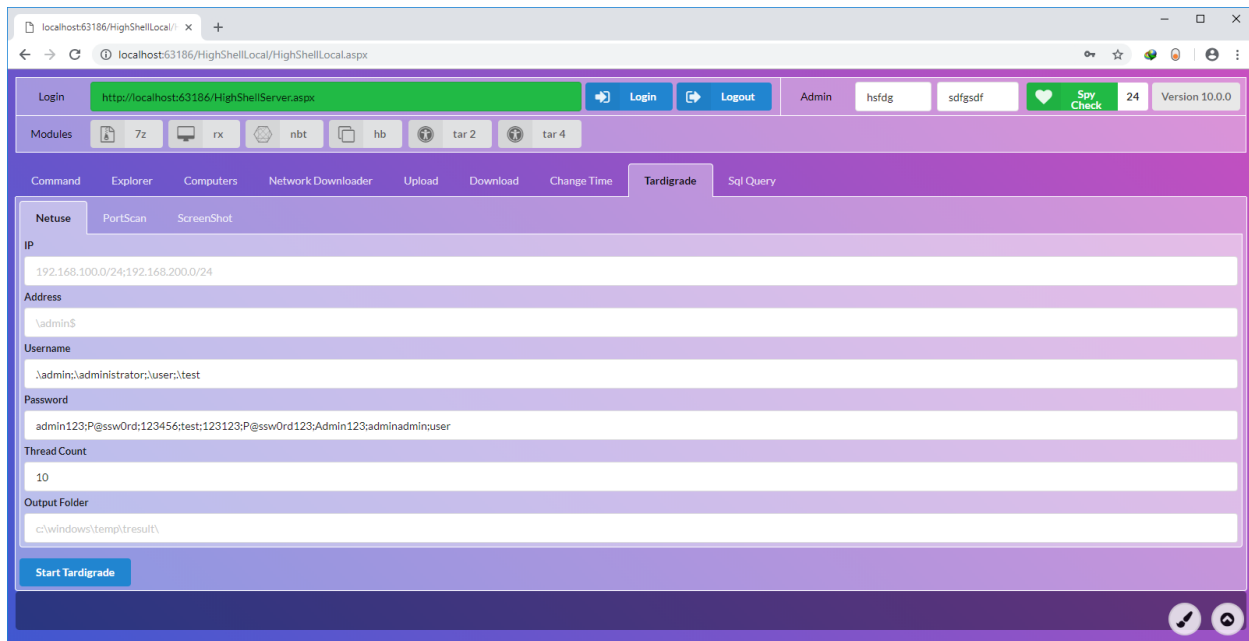 localhost:63186/HighShellLocal/
localhost:63186/HighShellLocal/HighShellLocal.aspx
Login http://localhost:63186/HighShellServer.aspx Login Logout Admin hsfdg sdfgsdf Spy Check 24 Version 10.0.0
Modules 7z rx nbt hb tar 2 tar 4
Command Explorer Computers Network Downloader Upload Download Change Time Tardigrade Sql Query
Netuse PortScan ScreenShot
IP
192.168.100.0/24;192.168.200.0/24
Address
\admin$
Username
.\admin;.\administrator;.\user;.\test
Password
admin123;P@ssw0rd;123456;test;123123;P@ssw0rd123;Admin123;adminadmin;user
Thread Count
10
Output Folder
c:\windows\temp\tresult\
Start Tardigrade